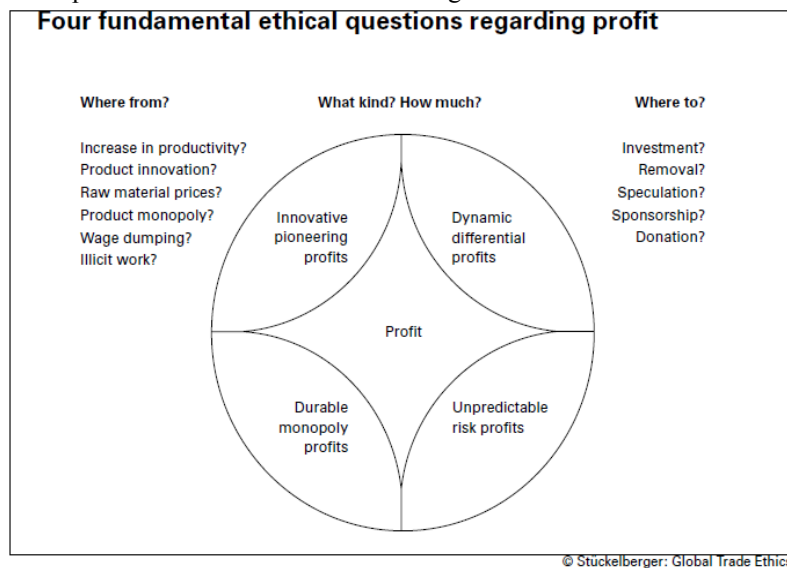 Four fundamental ethical questions regarding profit
Where from?
What kind? How much?
Where to?
Increase in productivity?
Product innovation?
Raw material prices?
Product monopoly?
Wage dumping?
Illicit work?
Investment?
Removal?
Speculation?
Sponsorship?
Donation?
Innovative
pioneering
profits
Dynamic
differential
profits
Profit
Durable
monopoly
profits
Unpredictable
risk profits
© Stückelberger: Global Trade Ethics